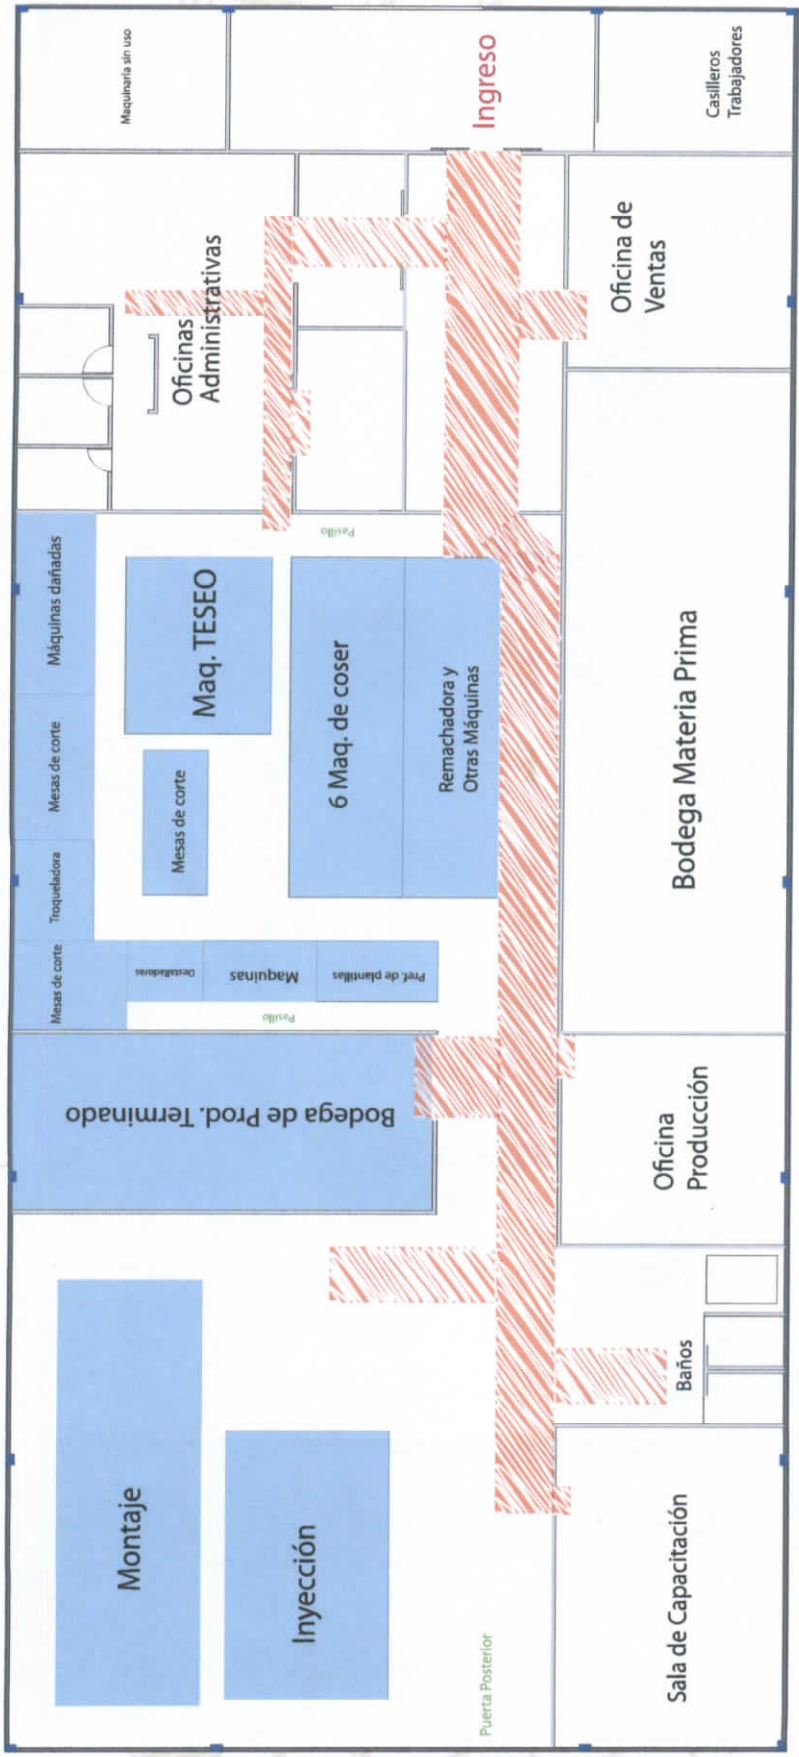 Maquinaria sin uso
Ingreso
Casilleros
Trabajadores
Oficinas
Administrativas
Oficina de
Ventas
Pasillo
Máquinas dañadas
Maq. TESEO
Mesas de corte
Mesas de corte
6 Maq. de coser
Remachadora y
Otras Máquinas
Bodega Materia Prima
Troqueladora
Mesas de corte
Destalladoras
Maquinas
Pref. de plantillas
Pasillo
Bodega de Prod. Terminado
Oficina
Producción
Baños
Montaje
Inyección
Sala de Capacitación
Puerta Posterior